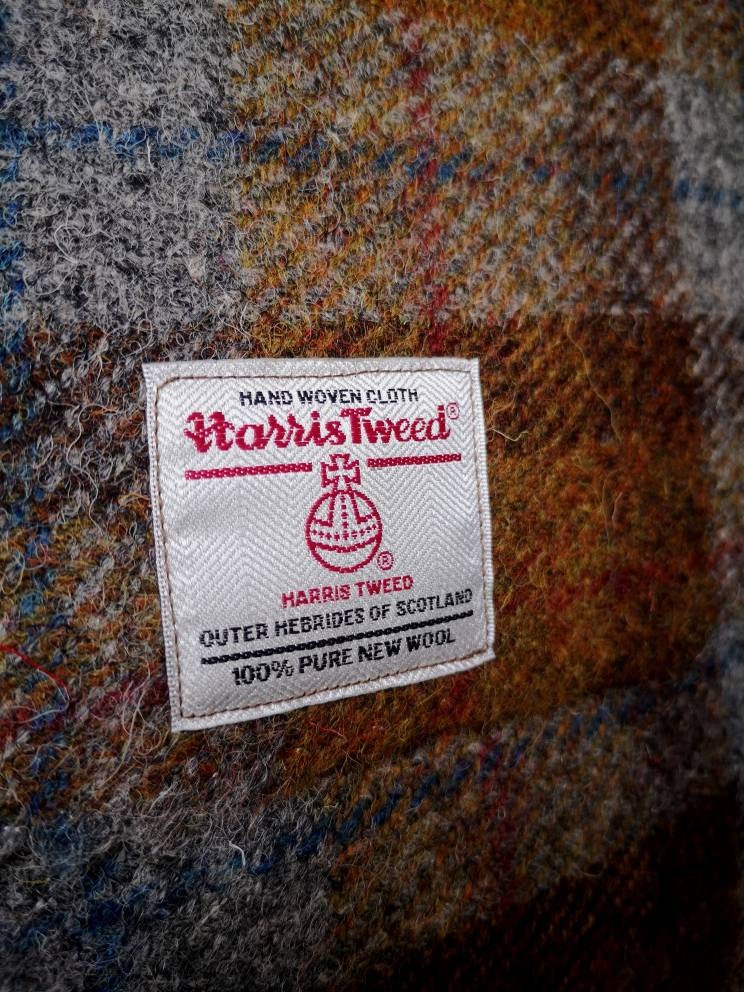 HAND WOVEN CLOTH
Harris Tweed®
®
HARRIS TWEED
OUTER HEBRIDES OF SCOTLAND
100% PURE NEW WOOL